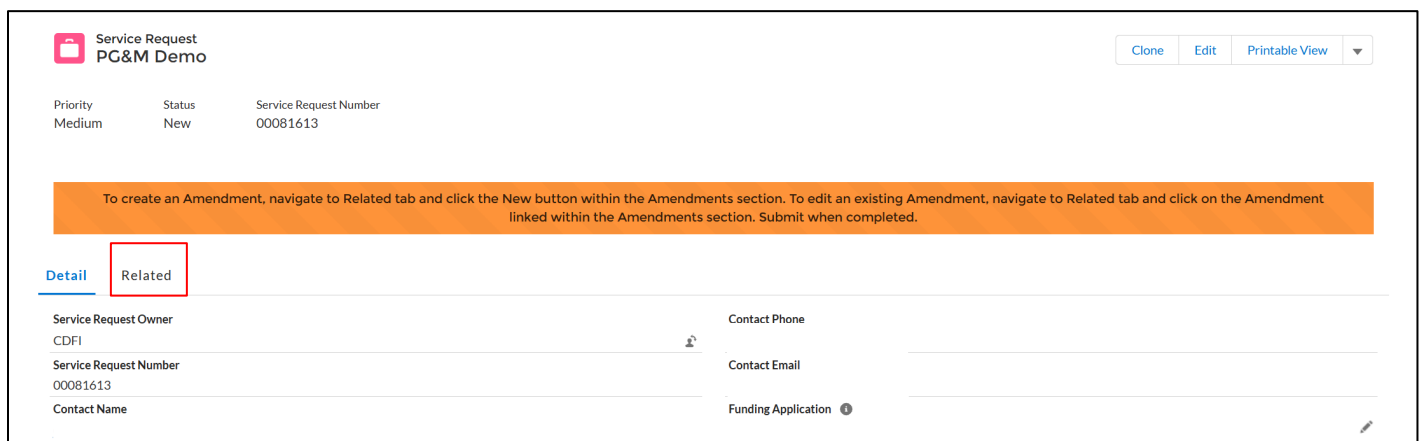 Service Request
PG&M Demo
Clone Edit Printable View
Priority Status Service Request Number
Medium New 00081613
To create an Amendment, navigate to Related tab and click the New button within the Amendments section. To edit an existing Amendment, navigate to Related tab and click on the Amendment
linked within the Amendments section. Submit when completed.
Detail Related
Service Request Owner Contact Phone
CDFI
Service Request Number Contact Email
00081613
Contact Name Funding Application